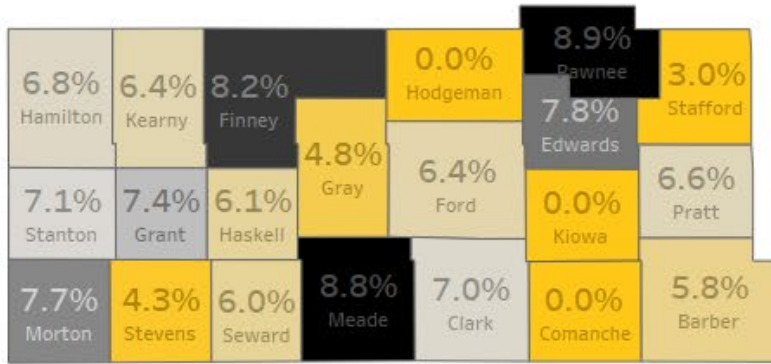 8.9%
Pawnee
6.8%
Hamilton
6.4%
Kearny
8.2%
Finney
0.0%
Hodgeman
3.0%
Stafford
7.8%
Edwards
4.8%
Gray
6.4%
Ford
6.6%
Pratt
7.1%
Stanton
7.4%
Grant
6.1%
Haskell
0.0%
Kiowa
7.7%
Morton
4.3%
Stevens
6.0%
Seward
8.8%
Meade
7.0%
Clark
0.0%
Comanche
5.8%
Barber